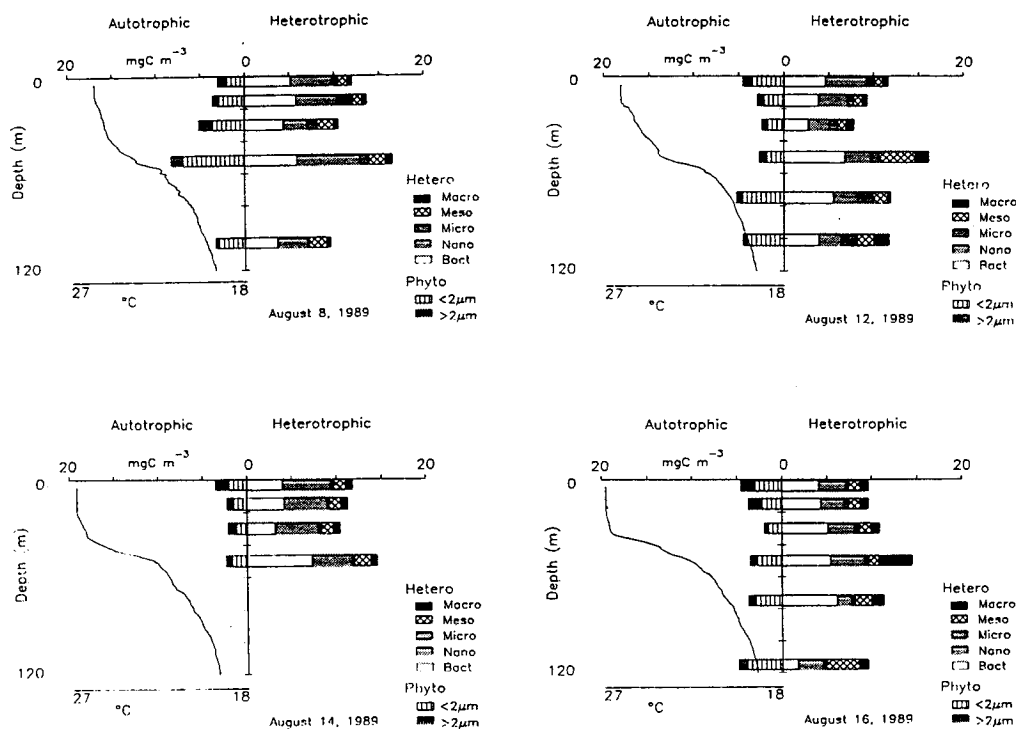 Autotrophic Heterotrophic
20 mgC m⁻³ 0 20
0
Depth (m)
120
27 18
°C
Hetero
Macro
Meso
Micro
Nano
Bact
Phyto
<2μm
>2μm
August 8, 1989
Autotrophic Heterotrophic
20 mgC m⁻³ 0 20
0
Depth (m)
120
27 18
°C
Hetero
Macro
Meso
Micro
Nano
Bact
Phyto
<2μm
>2μm
August 12, 1989
Autotrophic Heterotrophic
20 mgC m⁻³ 0 20
0
Depth (m)
120
27 18
°C
Hetero
Macro
Meso
Micro
Nano
Bact
Phyto
<2μm
>2μm
August 14, 1989
Autotrophic Heterotrophic
20 mgC m⁻³ 0 20
0
Depth (m)
120
27 18
°C
Hetero
Macro
Meso
Micro
Nano
Bact
Phyto
<2μm
>2μm
August 16, 1989